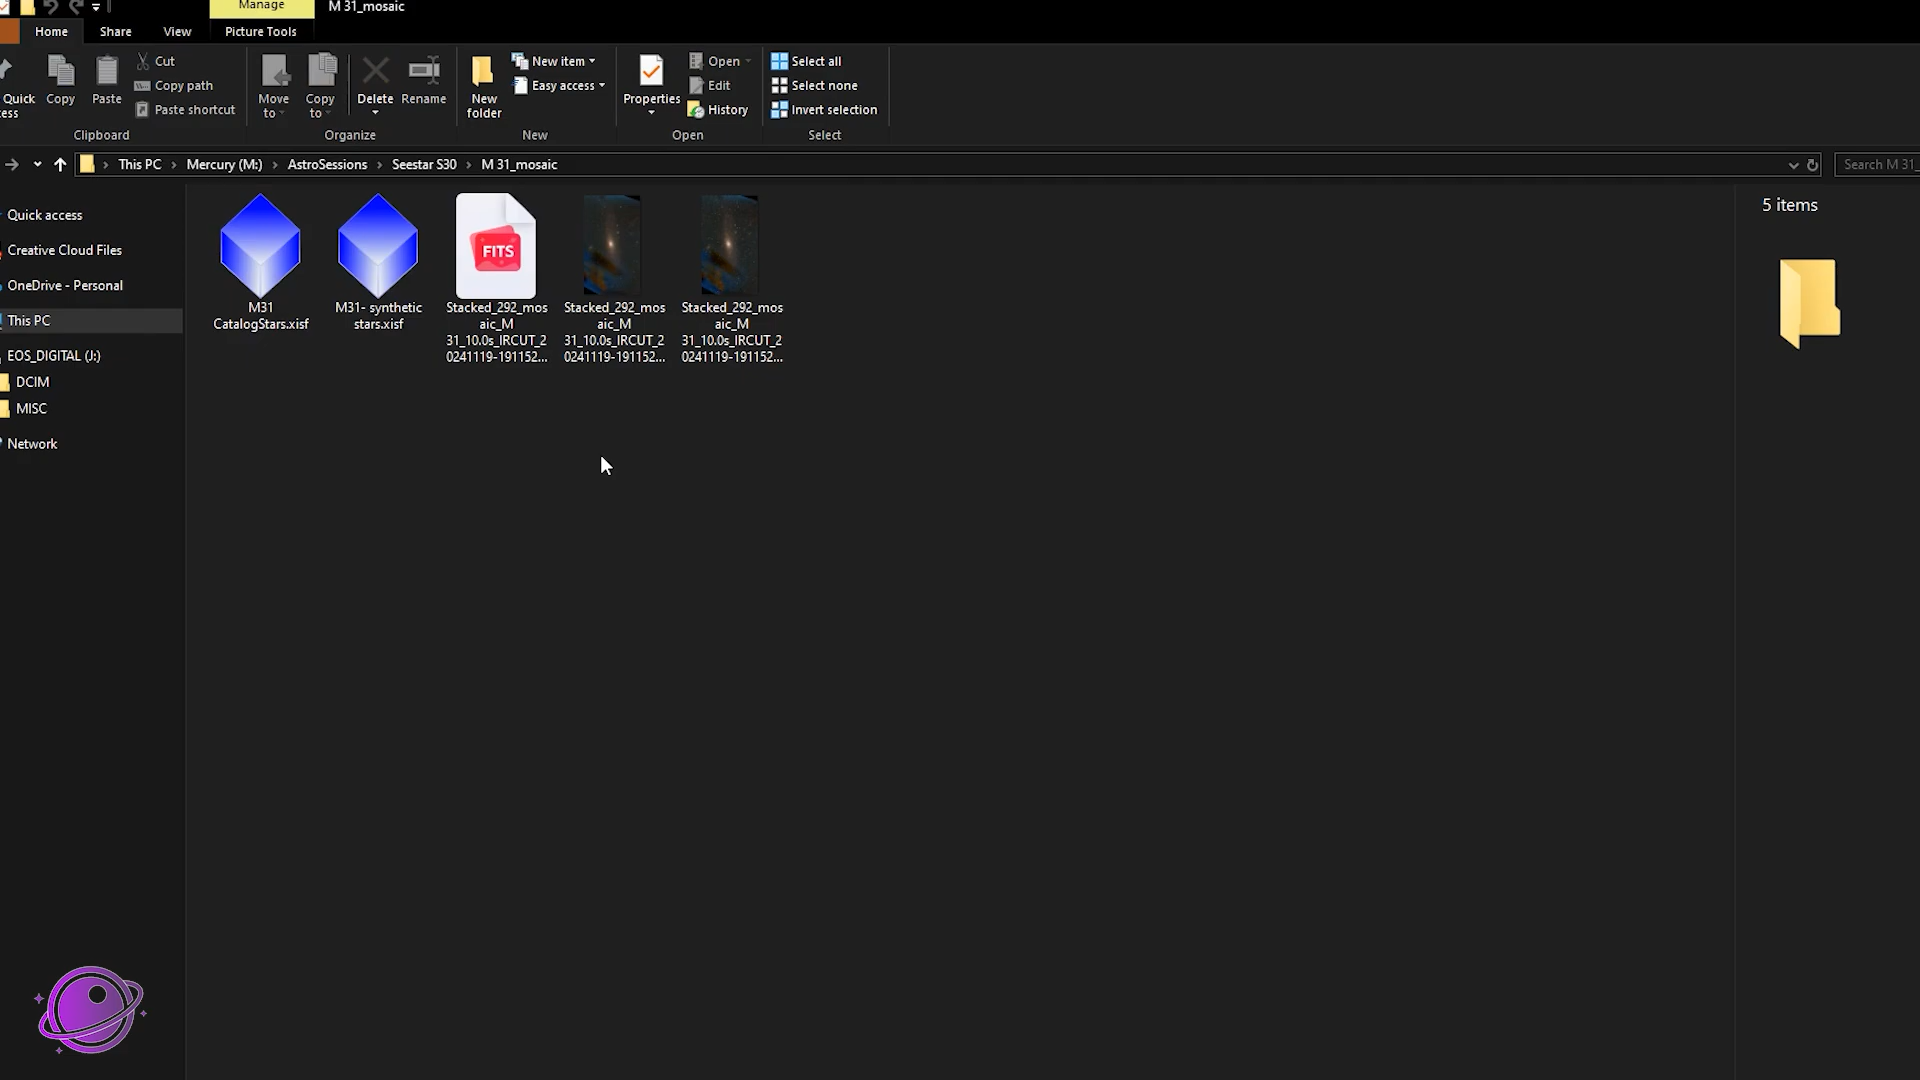 Manage
M 31_mosaic
Home
Share
View
Picture Tools
Quick
Copy
Paste
Cut
Copy path
Paste shortcut
Clipboard
Move to
Copy to
Delete
Rename
Organize
New folder
New item
Easy access
New
Properties
Open
Edit
History
Open
Select all
Select none
Invert selection
Select
This PC
Mercury (M:)
AstroSessions
Seestar S30
M 31_mosaic
Search M 31_
Quick access
Creative Cloud Files
OneDrive - Personal
This PC
EOS_DIGITAL (J:)
DCIM
MISC
Network
M31
CatalogStars.xisf
M31- synthetic
stars.xisf
FITS
Stacked_292_mos
aic_M
31_10.0s_IRCUT_2
0241119-191152...
Stacked_292_mos
aic_M
31_10.0s_IRCUT_2
0241119-191152...
Stacked_292_mos
aic_M
31_10.0s_IRCUT_2
0241119-191152...
5 items